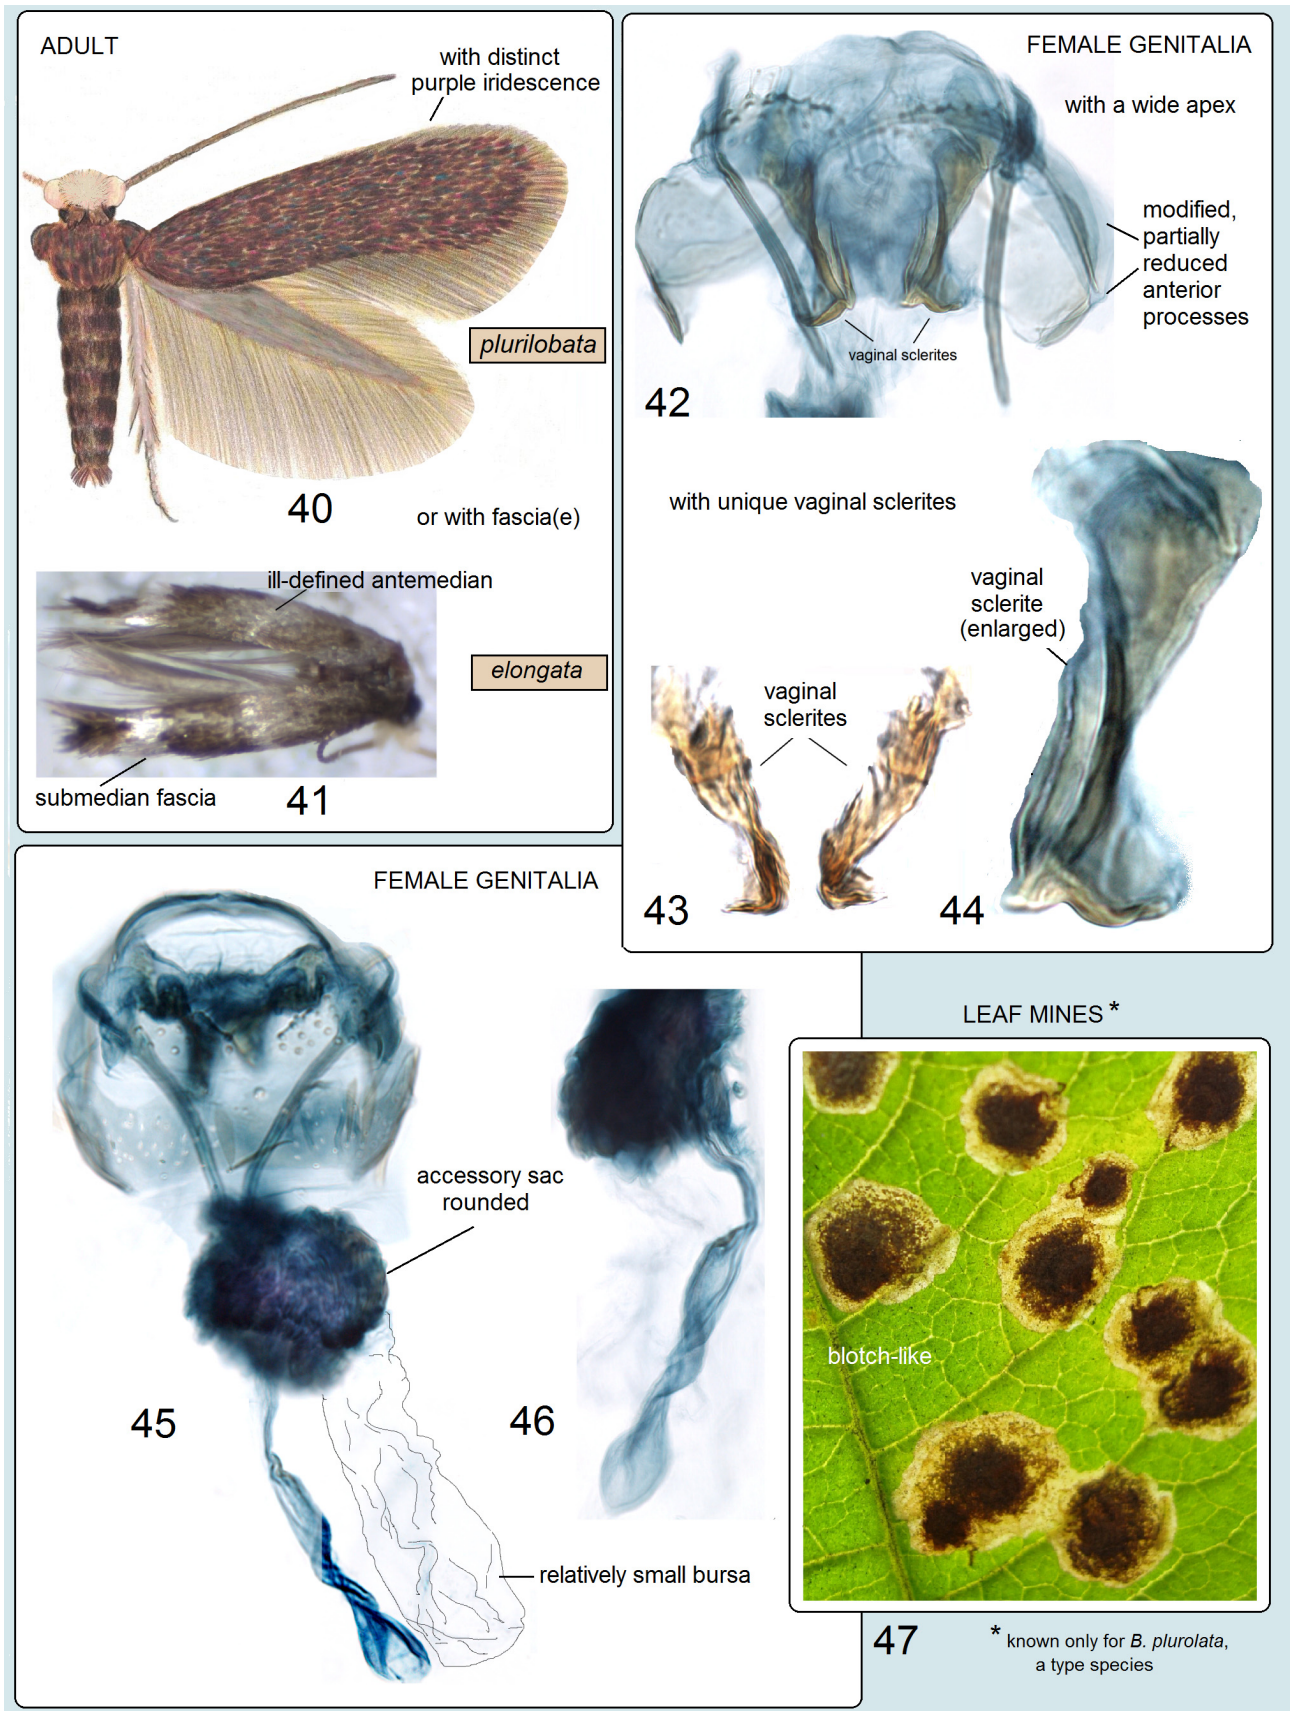 ADULT
with distinct
purple iridescence
plurilobata
40
or with fascia(e)
ill-defined antemedian
elongata
submedian fascia
41
FEMALE GENITALIA
with a wide apex
modified,
partially
reduced
anterior
processes
vaginal sclerites
42
with unique vaginal sclerites
vaginal
sclerite
(enlarged)
vaginal
sclerites
43
44
FEMALE GENITALIA
accessory sac
rounded
45
46
relatively small bursa
LEAF MINES *
blotch-like
47
* known only for B. plurolata,
a type species